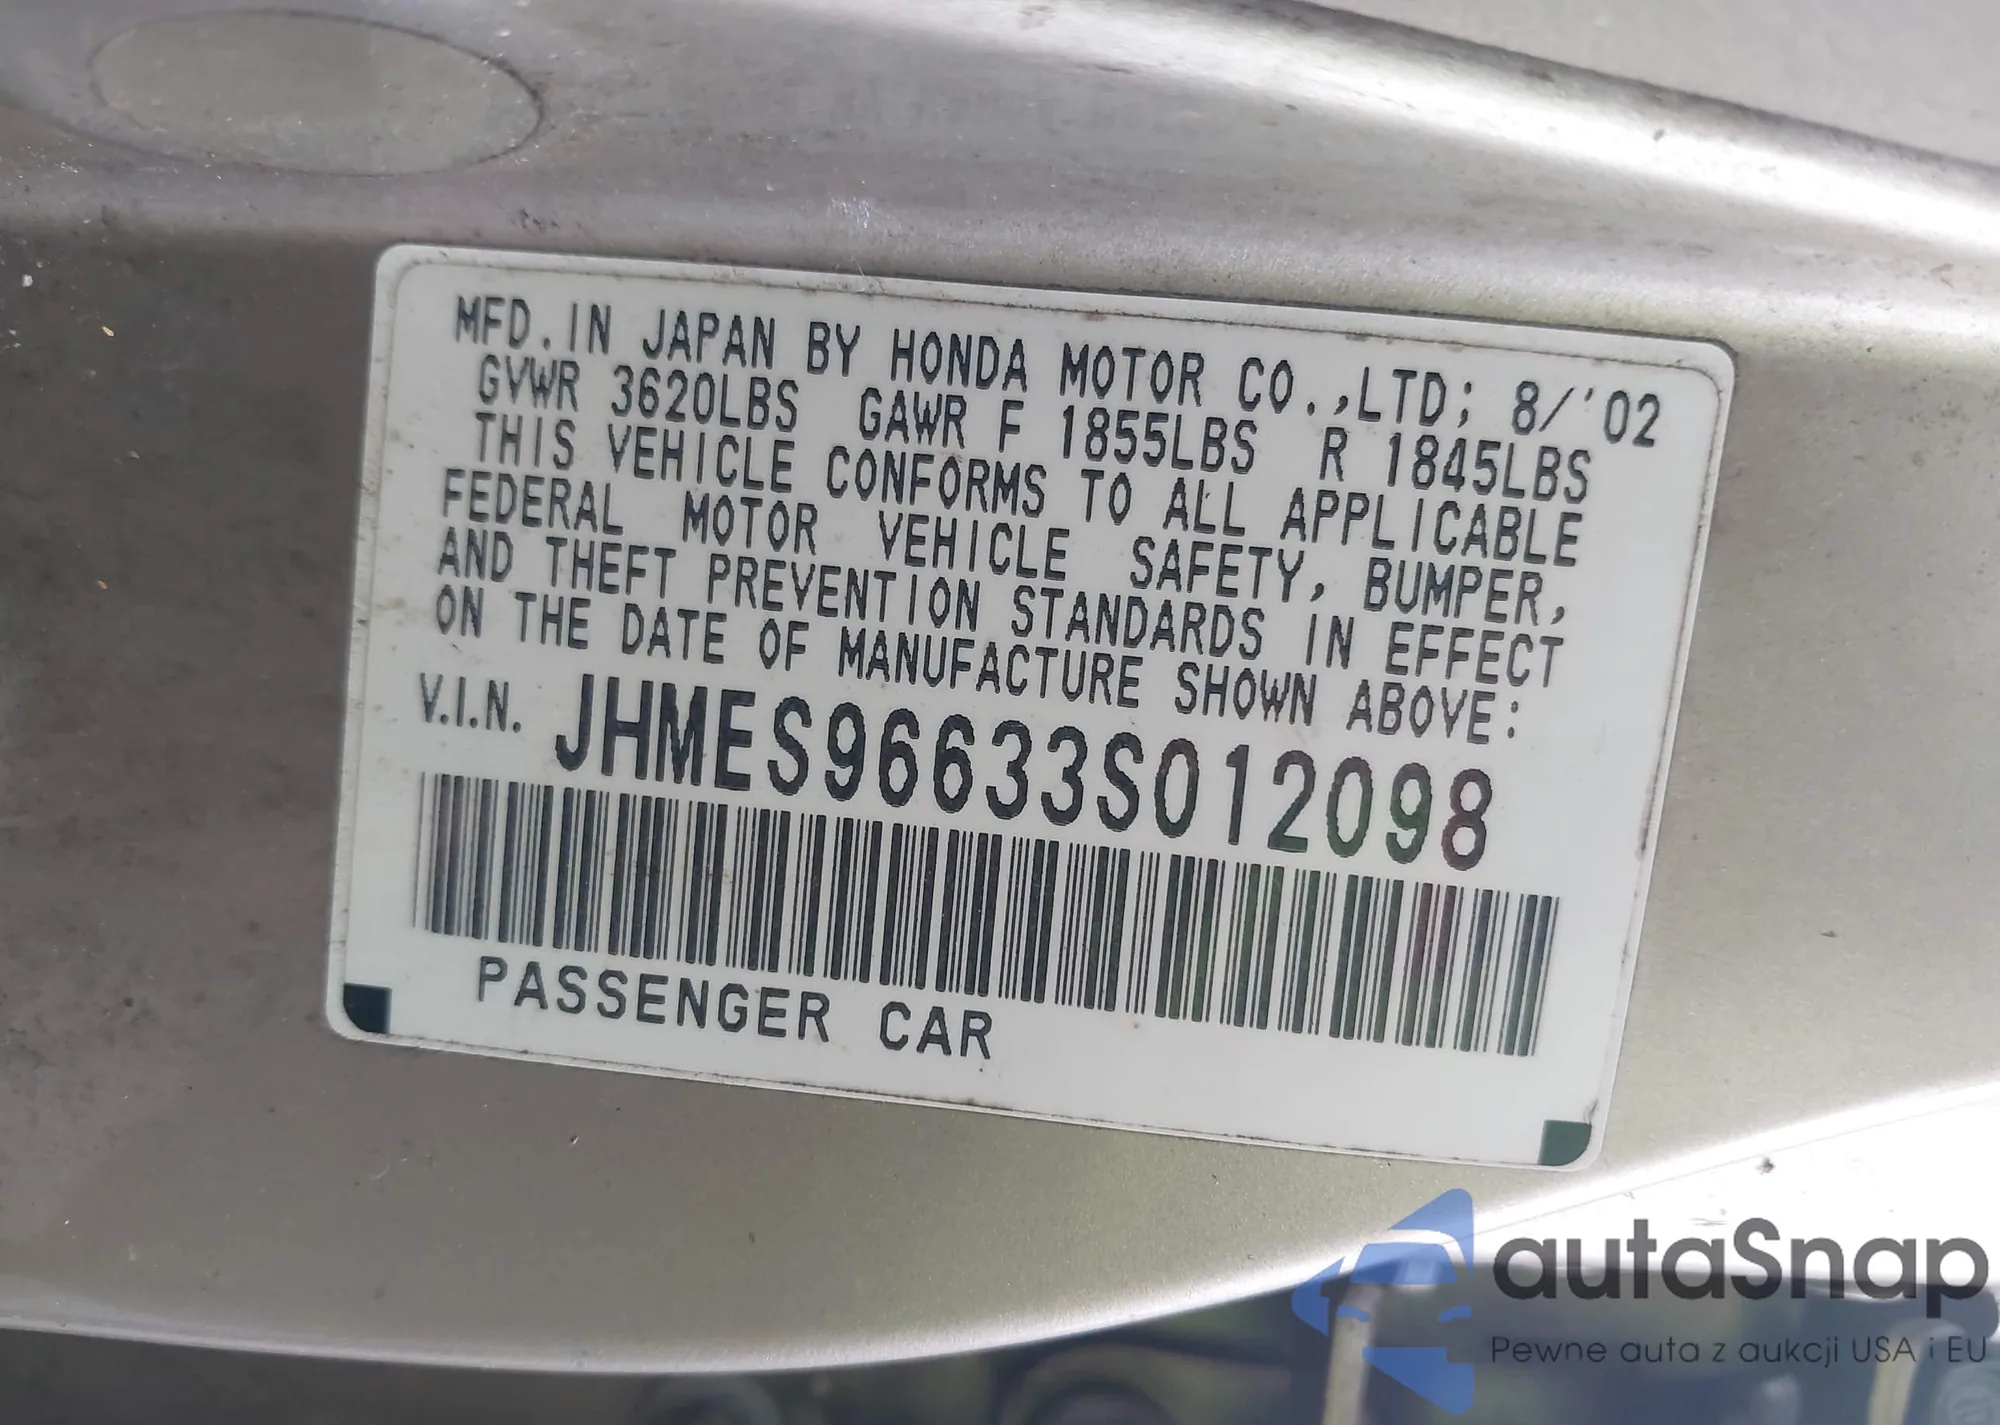 MFD. IN JAPAN BY HONDA MOTOR CO.,LTD; 8/'02
GVWR 3620LBS GAWR F 1855LBS R 1845LBS
THIS VEHICLE CONFORMS TO ALL APPLICABLE
FEDERAL MOTOR VEHICLE SAFETY, BUMPER,
AND THEFT PREVENTION STANDARDS IN EFFECT
ON THE DATE OF MANUFACTURE SHOWN ABOVE:
V.I.N. JHMES96633S012098
PASSENGER CAR
autaSnap
Pewne auta z aukcji USA i EU